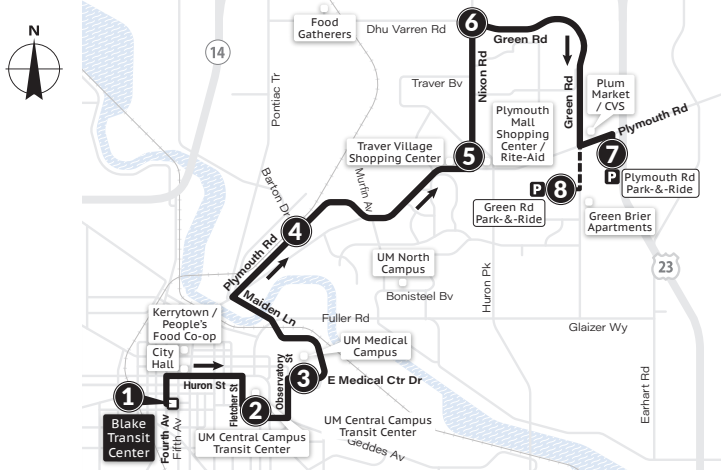 N
14
Food
Gatherers
Dhu Varren Rd
6
Green Rd
Nixon Rd
Green Rd
Pontiac Tr
Traver Bv
Plum
Market
/ CVS
Plymouth Rd
Plymouth
Mall
Shopping
Center /
Rite-Aid
Traver Village
Shopping Center
5
7
P
Plymouth Rd
Park-&-Ride
P
8
Green Rd
Park-&-Ride
Green Brier
Apartments
Barton Dr
Murfin Av
4
Plymouth Rd
UM North
Campus
Huron Pk
23
Bonisteel Bv
Maiden Ln
Fuller Rd
Glaizer Wy
Kerrytown /
People's
Food Co-op
City
Hall
UM Medical
Campus
Observatory
St
3
E Medical Ctr Dr
Earhart Rd
Huron St
Fletcher St
1
Blake
Transit
Center
Fourth Av
Fifth Av
2
UM Central Campus
Transit Center
UM Central Campus
Transit Center
Geddes Av